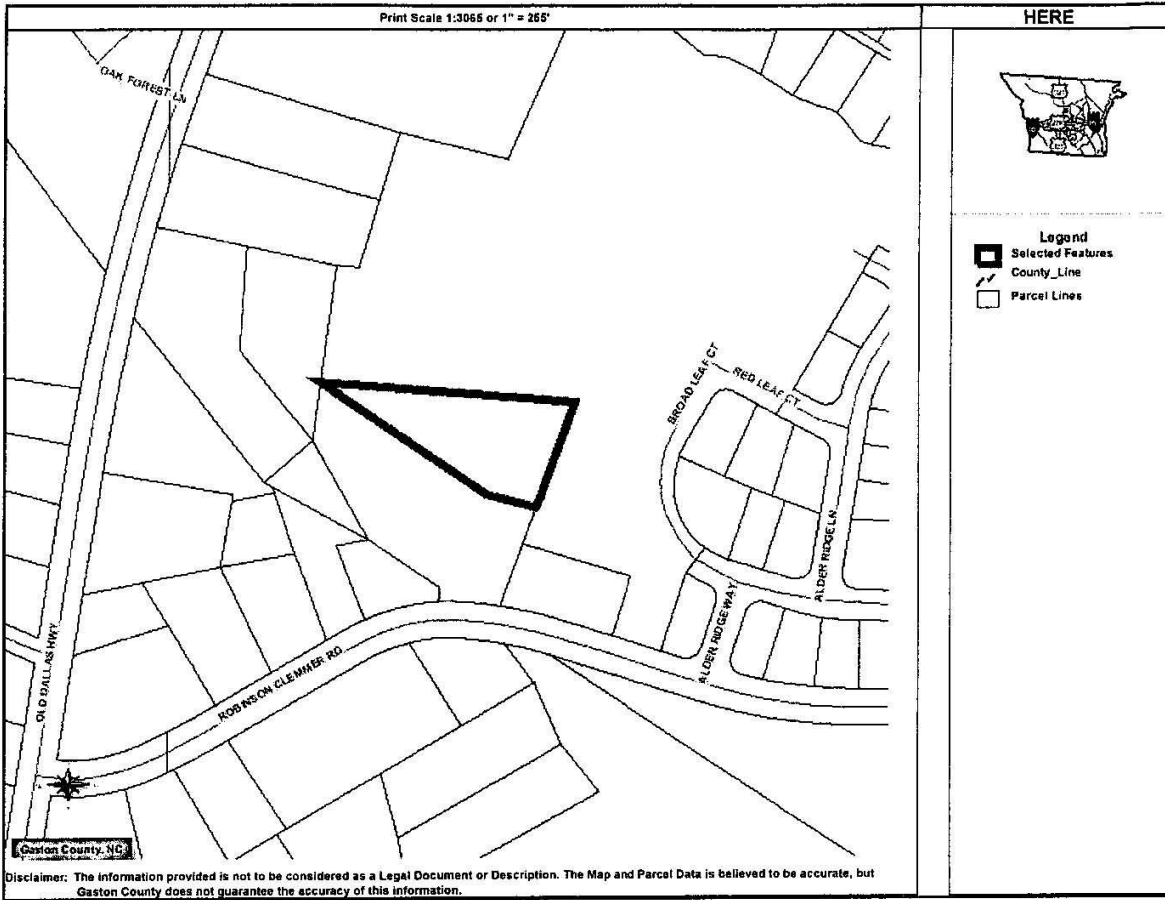 Print Scale 1:3065 or 1" = 255'
HERE
OAK FOREST LN
Legend
Selected Features
County_Line
Parcel Lines
BROAD LEAF CT
RED LEAF CT
ALDER RIDGE LN
ALDER RIDGE WAY
OLD DALLAS HWY
ROBINSON CLEMMER RD
Gaston County, NC
Disclaimer: The information provided is not to be considered as a Legal Document or Description. The Map and Parcel Data is believed to be accurate, but
Gaston County does not guarantee the accuracy of this information.